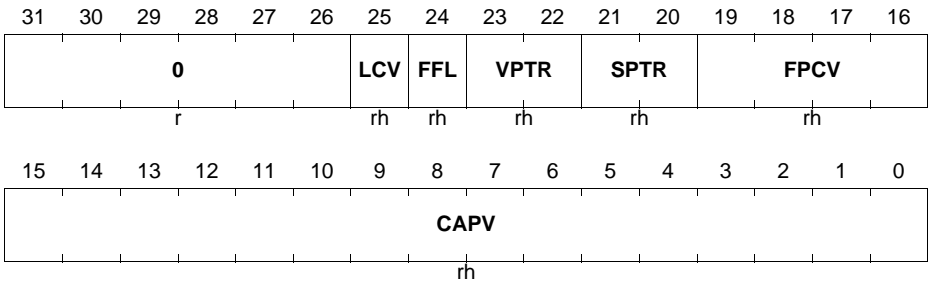 31 30 29 28 27 26 25 24 23 22 21 20 19 18 17 16
0 LCV FFL VPTR SPTR FPCV
r rh rh rh rh rh
15 14 13 12 11 10 9 8 7 6 5 4 3 2 1 0
CAPV
rh